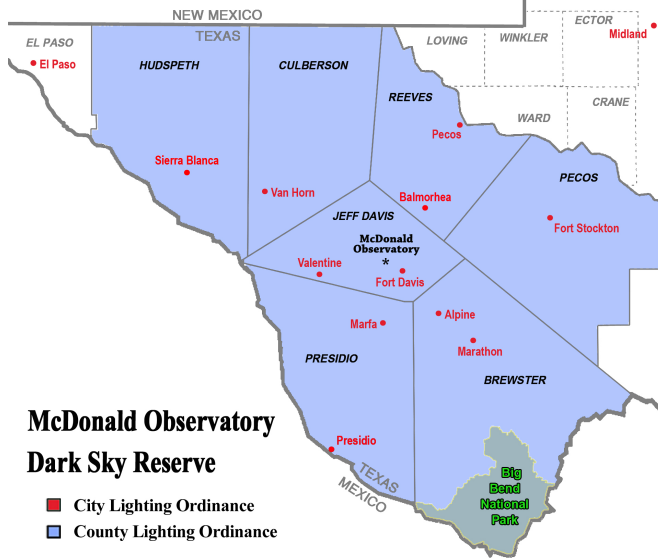 NEW MEXICO
TEXAS
ECTOR
Midland
EL PASO
El Paso
LOVING
WINKLER
HUDSPETH
CULBERSON
REEVES
CRANE
WARD
Pecos
Sierra Blanca
PECOS
Van Horn
Balmorhea
JEFF DAVIS
Fort Stockton
McDonald
Observatory
*
Valentine
Fort Davis
Marfa
Alpine
Marathon
PRESIDIO
BREWSTER
McDonald Observatory
Dark Sky Reserve
Presidio
TEXAS
MEXICO
Big
Bend
National
Park
City Lighting Ordinance
County Lighting Ordinance